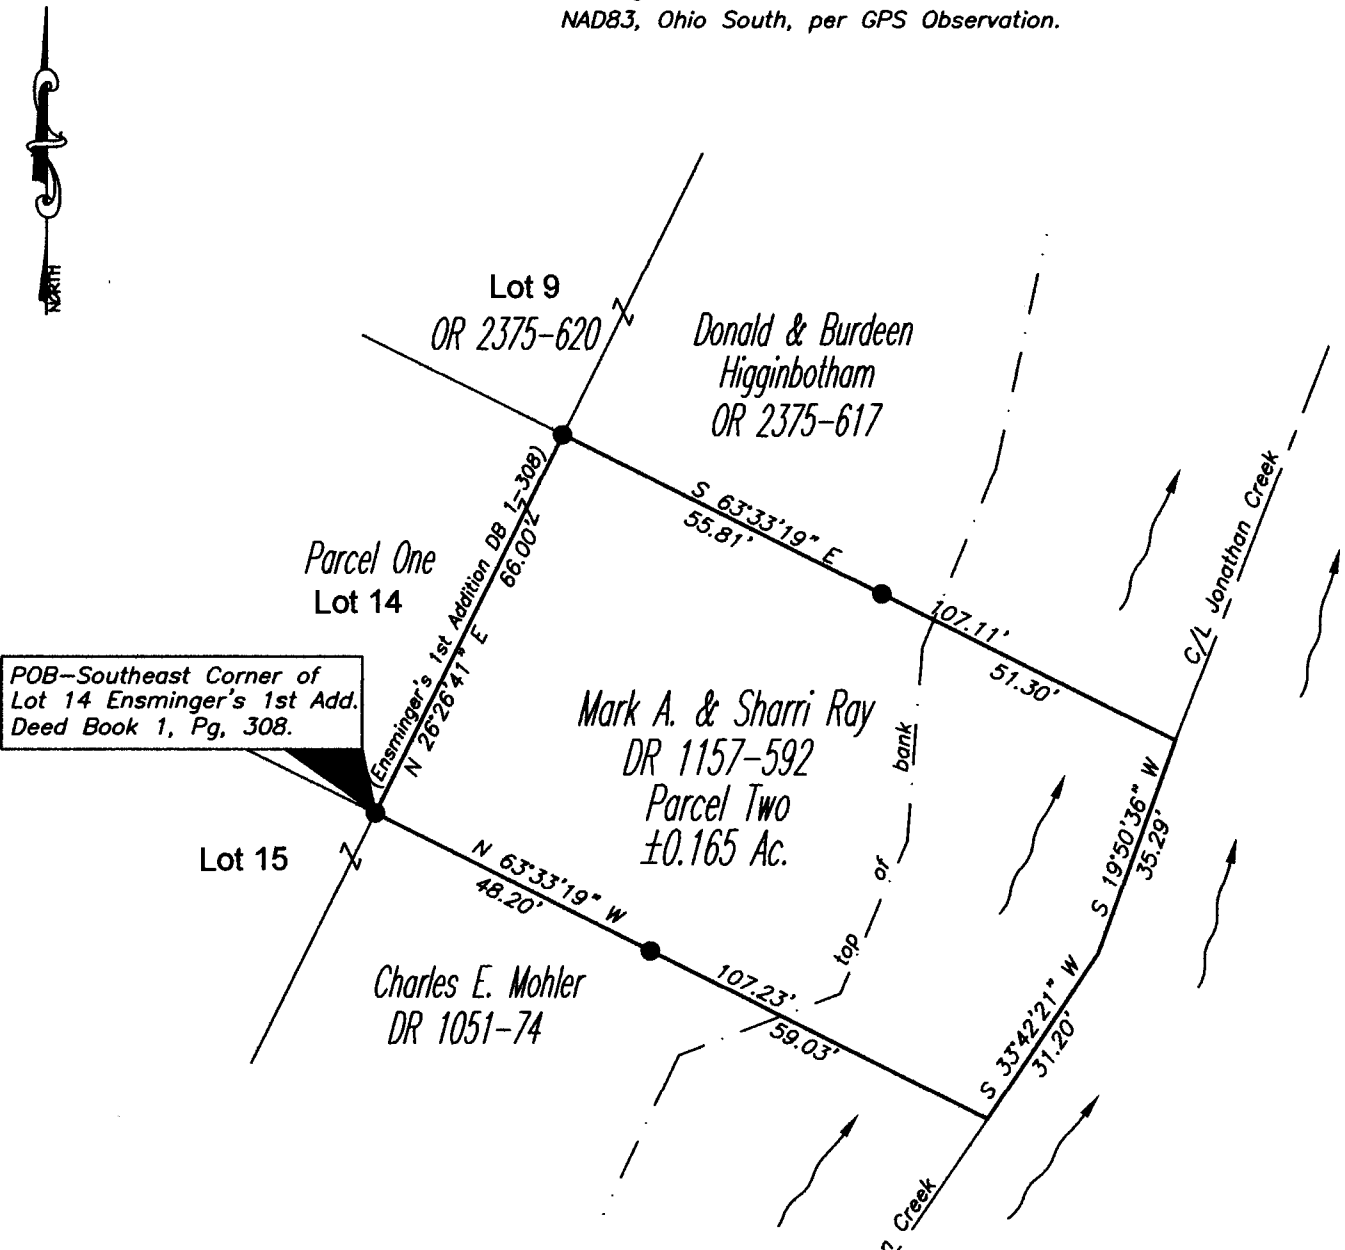 NAD83, Ohio South, per GPS Observation.
NORTH
Lot 9
OR 2375-620
Donald & Burdeen
Higginbotham
OR 2375-617
S 63°33'19" E
55.81'
107.11'
51.30'
C/L Jonathan Creek
Parcel One
Lot 14
(Ensminger's 1st Addition DB 1-308)
N 26°26'41" E
66.00'
POB-Southeast Corner of
Lot 14 Ensminger's 1st Add.
Deed Book 1, Pg, 308.
Mark A. & Sharri Ray
DR 1157-592
Parcel Two
±0.165 Ac.
top of bank
S 19°50'36" W
35.29'
Lot 15
N 63°33'19" W
48.20'
107.23'
59.03'
S 33°42'21" W
31.20'
Charles E. Mohler
DR 1051-74
Creek